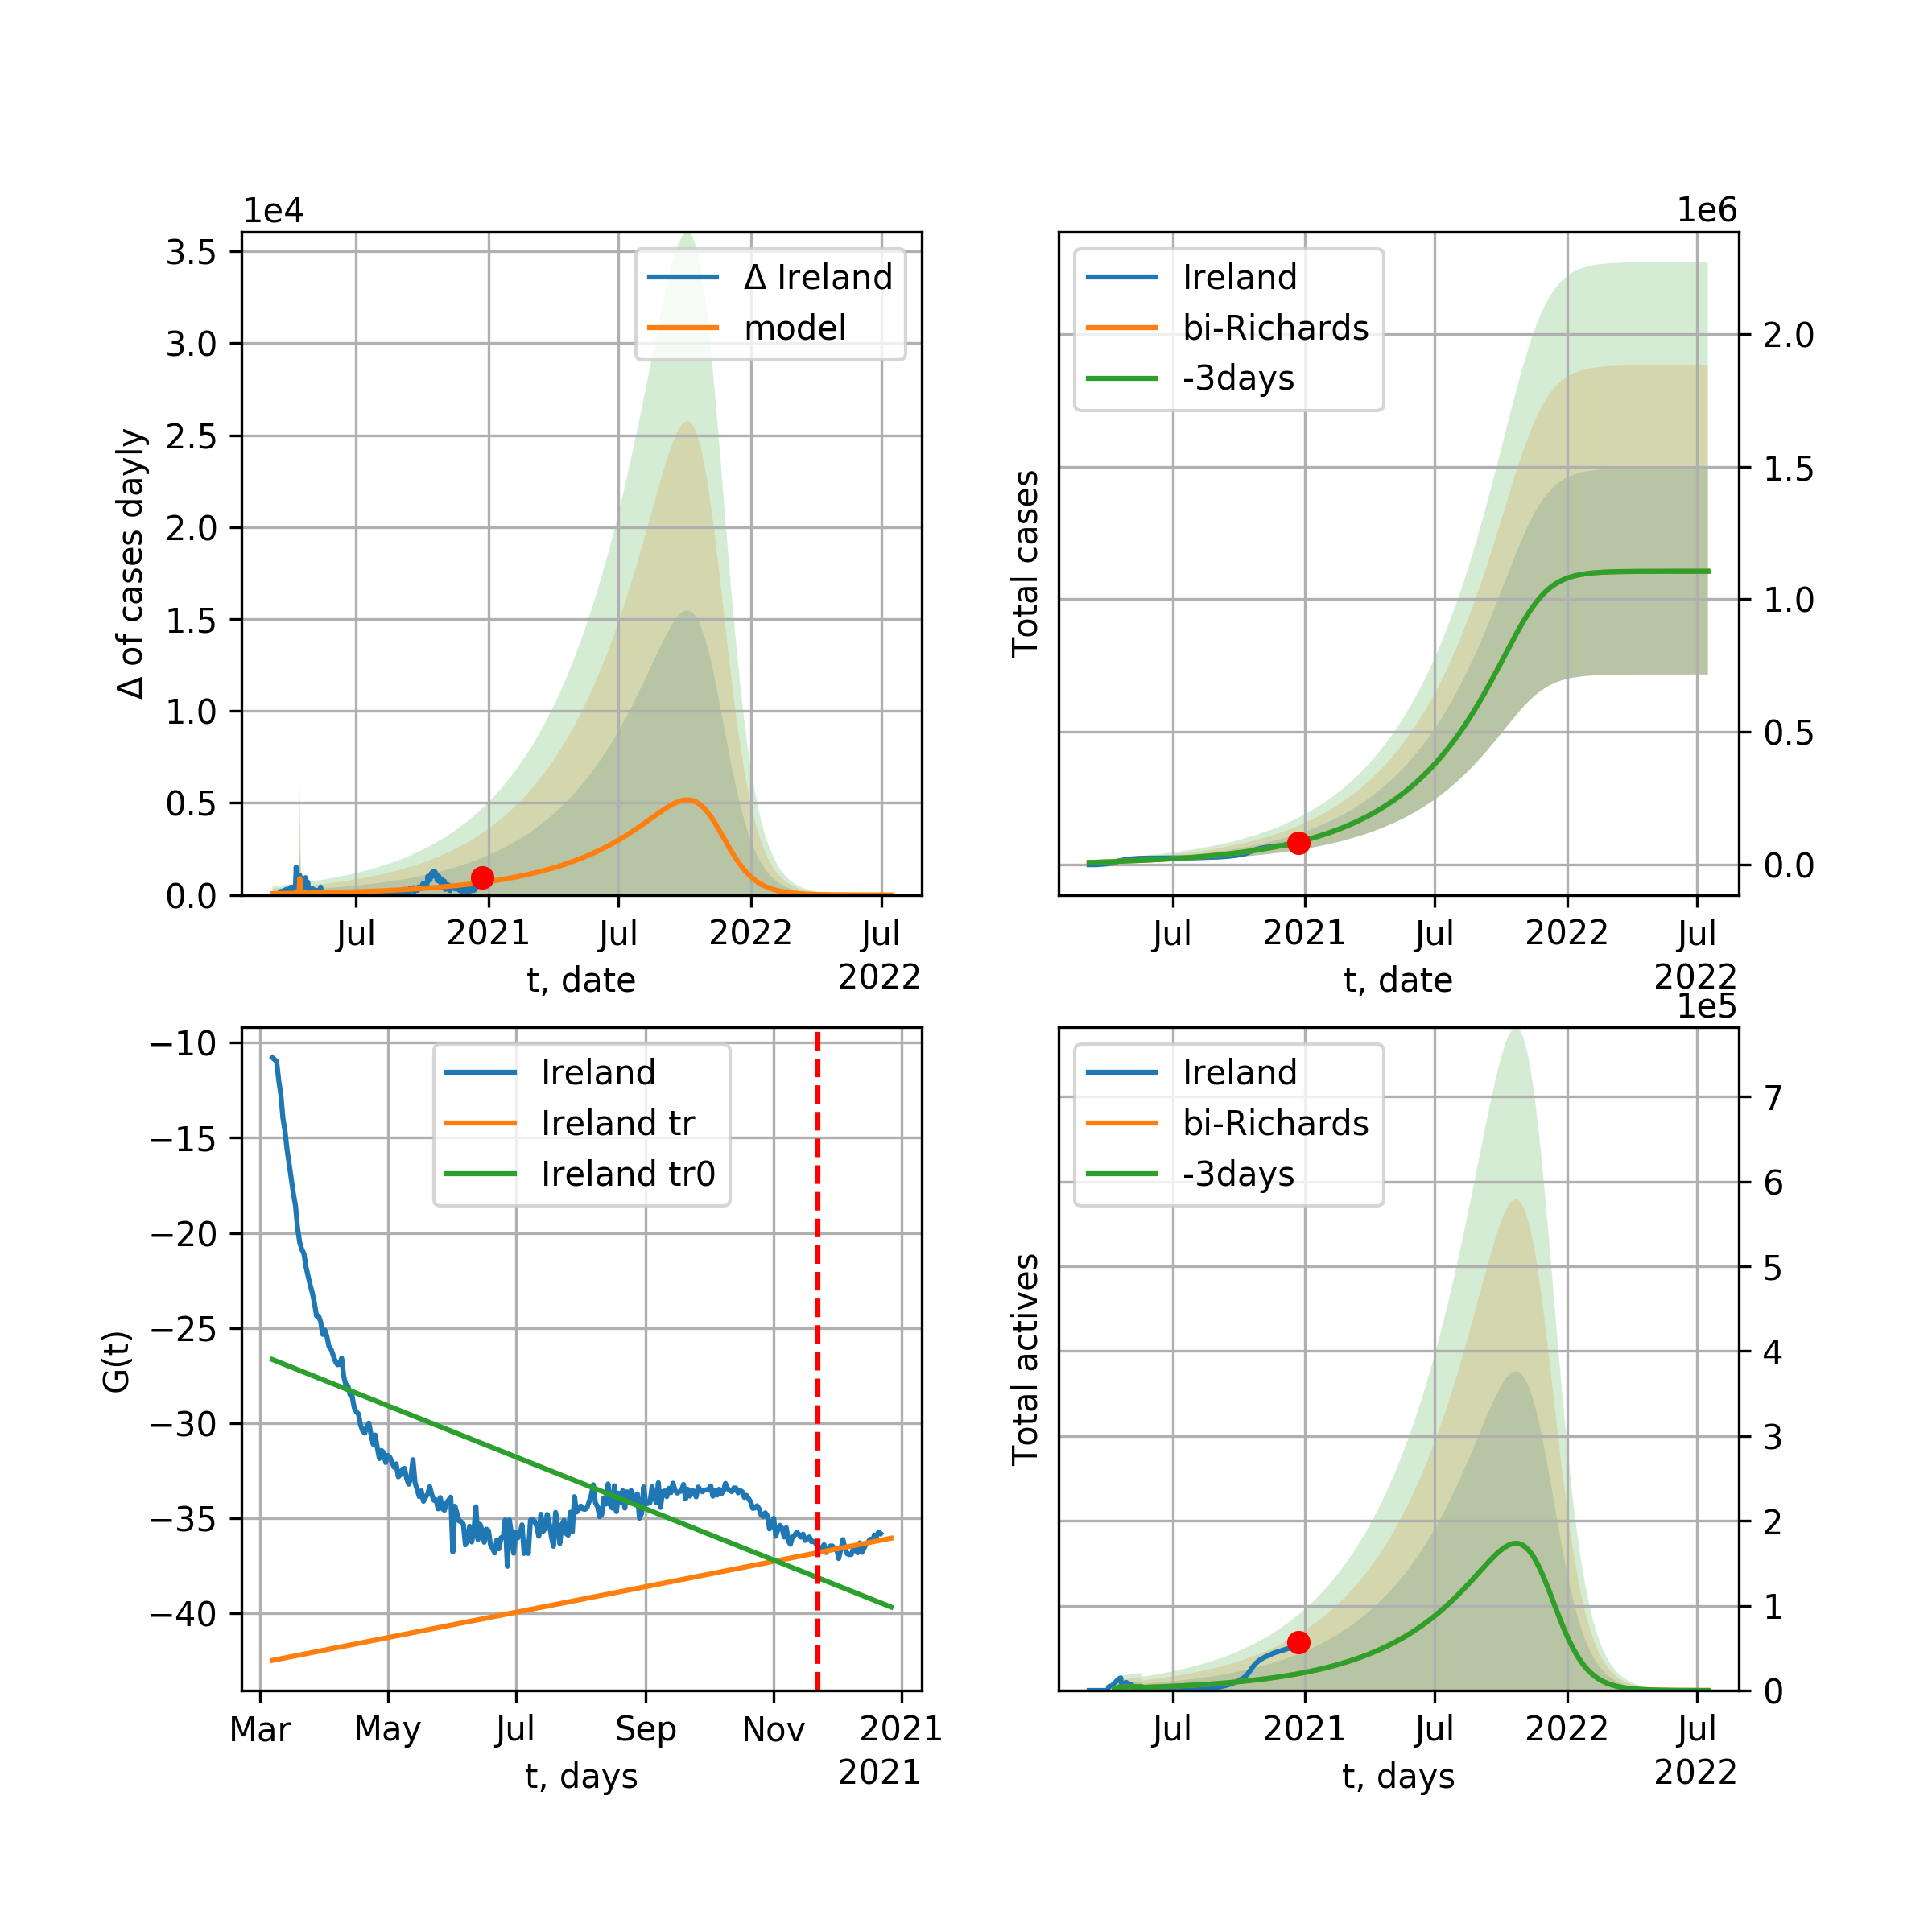 1e4
3.5
3.0
2.5
2.0
1.5
1.0
0.5
0.0
Δ of cases dayly
Δ Ireland
model
Jul
2021
Jul
2022
Jul
2022
t, date
1e6
Ireland
bi-Richards
-3days
2.0
1.5
1.0
0.5
0.0
Total cases
Jul
2021
Jul
2022
Jul
2022
t, date
−10
−15
−20
−25
−30
−35
−40
G(t)
Ireland
Ireland tr
Ireland tr0
Mar
May
Jul
Sep
Nov
2021
2021
t, days
1e5
Ireland
bi-Richards
-3days
7
6
5
4
3
2
1
0
Total actives
Jul
2021
Jul
2022
Jul
2022
t, days